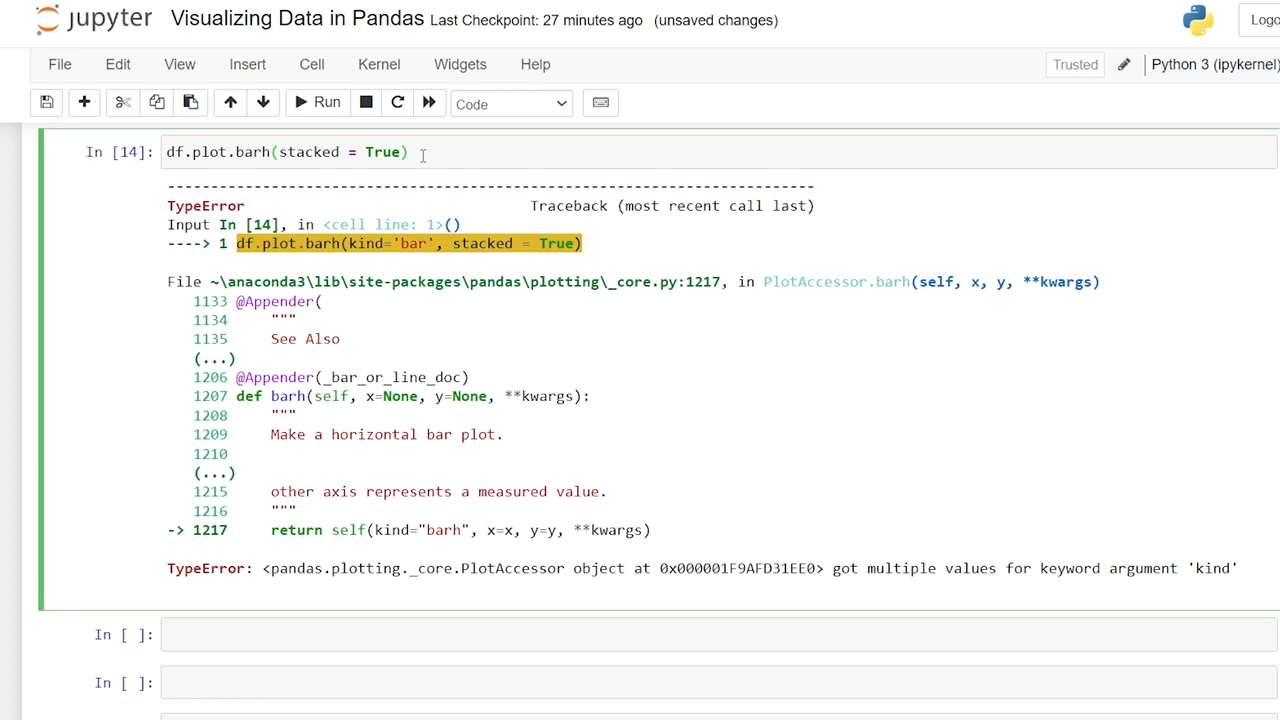 jupyter Visualizing Data in Pandas Last Checkpoint: 27 minutes ago (unsaved changes)
File Edit View Insert Cell Kernel Widgets Help Trusted Python 3 (ipykernel)
Run Code
In [14]: df.plot.barh(stacked = True)
---------------------------------------------------------------------------
TypeError Traceback (most recent call last)
Input In [14], in <cell line: 1>()
----> 1 df.plot.barh(kind='bar', stacked = True)
File ~\anaconda3\lib\site-packages\pandas\plotting\_core.py:1217, in PlotAccessor.barh(self, x, y, **kwargs)
1133 @Appender(
1134 """
1135 See Also
(...)
1206 @Appender(_bar_or_line_doc)
1207 def barh(self, x=None, y=None, **kwargs):
1208 """
1209 Make a horizontal bar plot.
1210
(...)
1215 other axis represents a measured value.
1216 """
-> 1217 return self(kind="barh", x=x, y=y, **kwargs)
TypeError: <pandas.plotting._core.PlotAccessor object at 0x000001F9AFD31EE0> got multiple values for keyword argument 'kind'
In [ ]:
In [ ]: